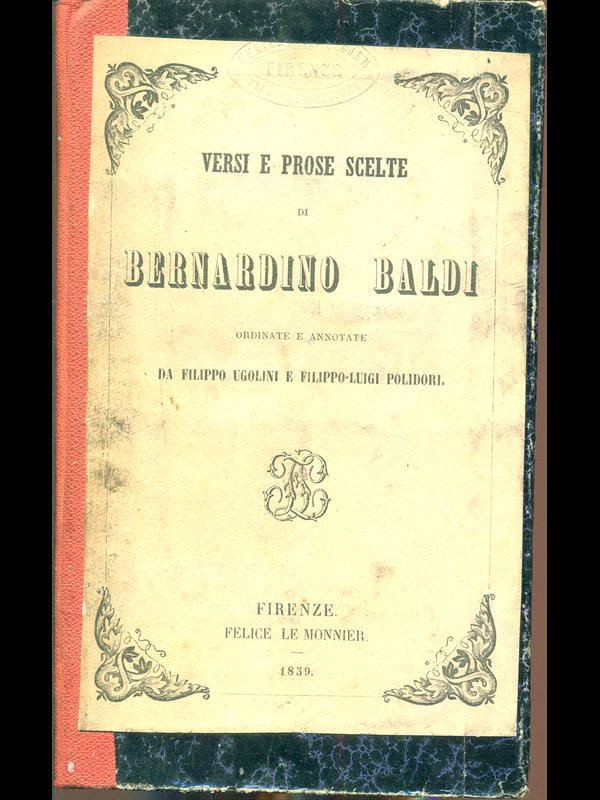 FIRENZE
VERSI E PROSE SCELTE
DI
BERNARDINO BALDI
ORDINATE E ANNOTATE
DA FILIPPO UGOLINI E FILIPPO-LUIGI POLIDORI.
FIRENZE.
FELICE LE MONNIER.
1859.